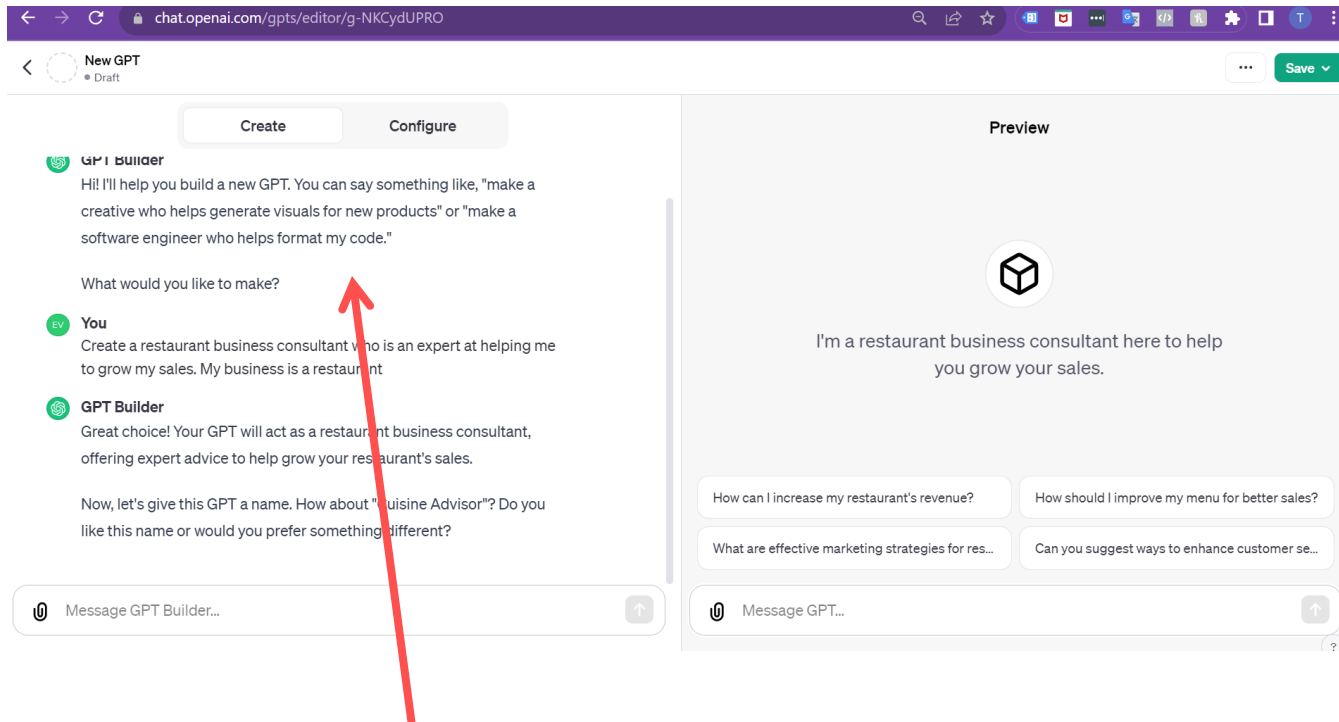 chat.openai.com/gpts/editor/g-NKCydUPRO
T
New GPT
Draft
Save
Create
Configure
GPT Builder
Hi! I'll help you build a new GPT. You can say something like, "make a
creative who helps generate visuals for new products" or "make a
software engineer who helps format my code."
What would you like to make?
EV
You
Create a restaurant business consultant who is an expert at helping me
to grow my sales. My business is a restaurant
GPT Builder
Great choice! Your GPT will act as a restaurant business consultant,
offering expert advice to help grow your restaurant's sales.
Now, let's give this GPT a name. How about "Cuisine Advisor"? Do you
like this name or would you prefer something different?
Message GPT Builder...
Preview
I'm a restaurant business consultant here to help
you grow your sales.
How can I increase my restaurant's revenue?
How should I improve my menu for better sales?
What are effective marketing strategies for res...
Can you suggest ways to enhance customer se...
Message GPT...
?